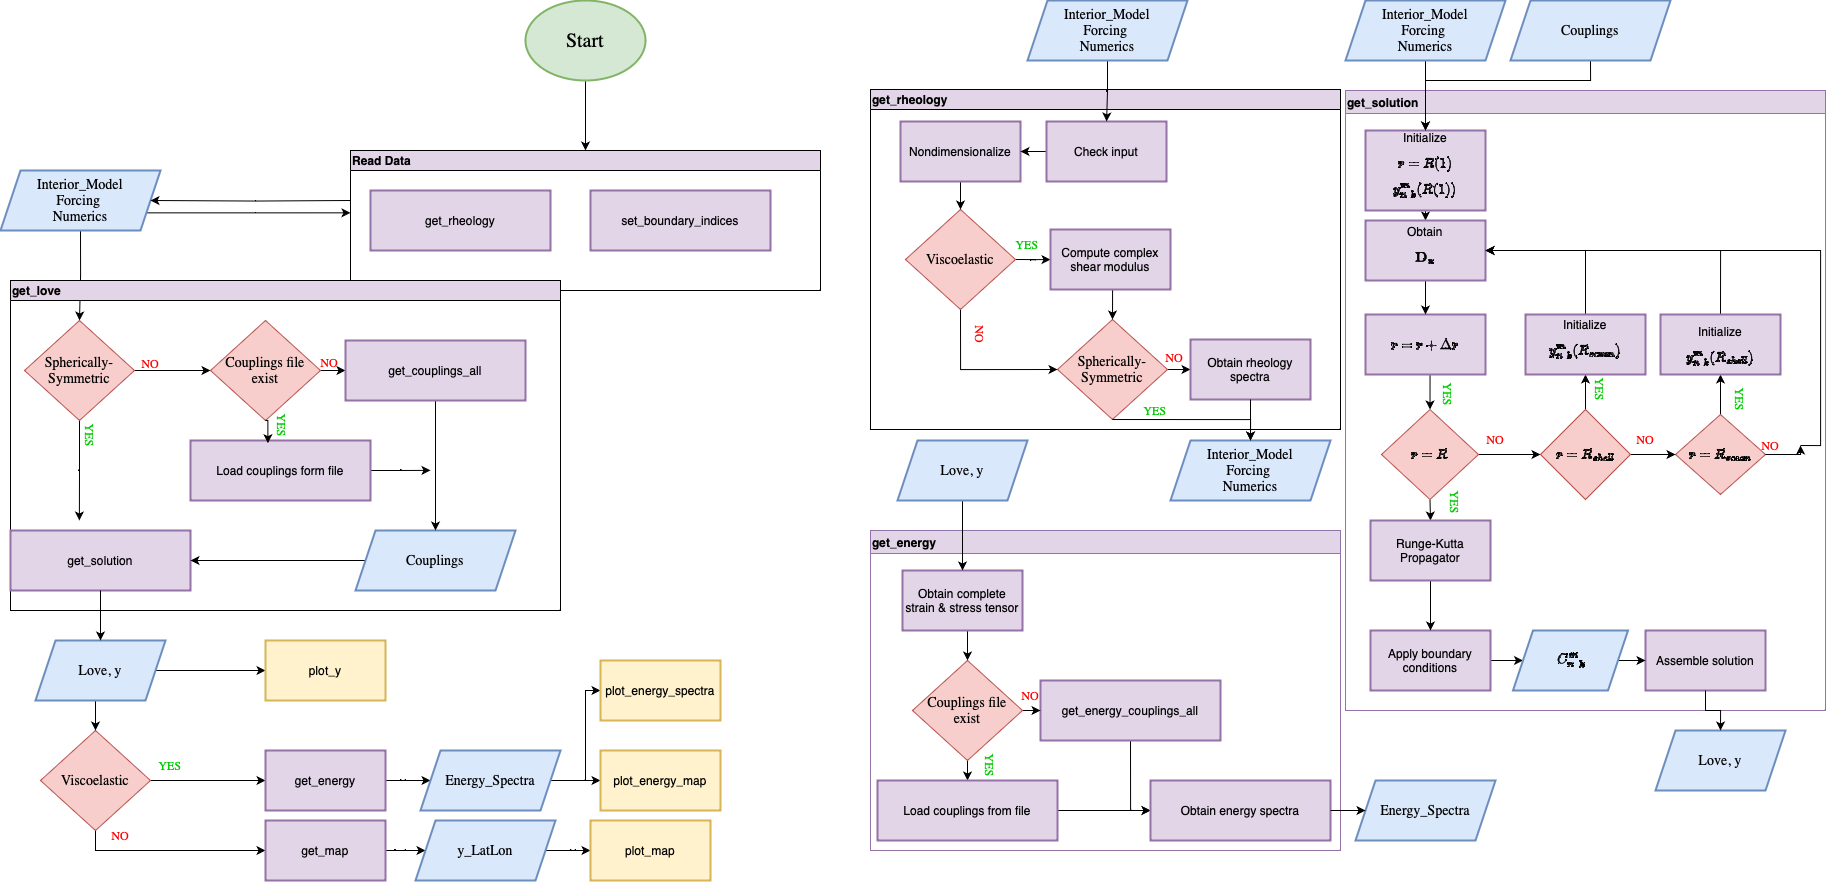 Start
Read Data
get_rheology
set_boundary_indices
Interior_Model
Forcing
Numerics
get_love
Spherically-
Symmetric
NO
YES
Couplings file
exist
NO
YES
get_couplings_all
Load couplings form file
get_solution
Couplings
Love, y
plot_y
Viscoelastic
YES
NO
get_energy
Energy_Spectra
plot_energy_spectra
plot_energy_map
get_map
y_LatLon
plot_map
Interior_Model
Forcing
Numerics
get_rheology
Nondimensionalize
Check input
Viscoelastic
YES
NO
Compute complex
shear modulus
Spherically-
Symmetric
NO
YES
Obtain rheology
spectra
Interior_Model
Forcing
Numerics
Love, y
get_energy
Obtain complete
strain & stress tensor
Couplings file
exist
NO
YES
get_energy_couplings_all
Load couplings from file
Obtain energy spectra
Energy_Spectra
Interior_Model
Forcing
Numerics
Couplings
get_solution
Initialize
r = R(1)
y_{n k}^{m}(R(1))
Obtain
r = r + Δr
YES
Initialize
y_{n k}^{m}(R_{ocean})
YES
Initialize
y_{n k}^{m}(R_{shell})
YES
r = R
NO
r = R_{shell}
NO
r = R_{ocean}
NO
YES
Runge-Kutta
Propagator
Apply boundary
conditions
C_{n k}^{m}
Assemble solution
Love, y